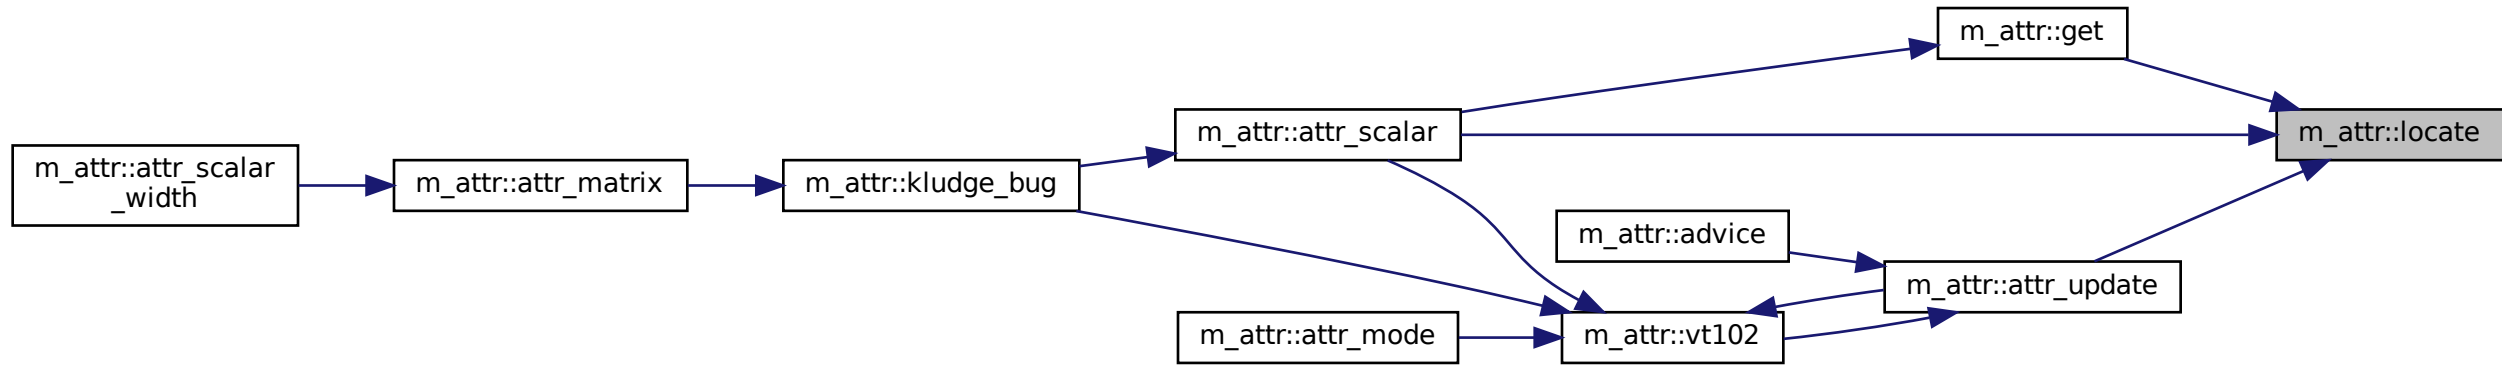 m_attr::get
m_attr::locate
m_attr::attr_scalar
m_attr::attr_scalar
_width
m_attr::attr_matrix
m_attr::kludge_bug
m_attr::advice
m_attr::attr_update
m_attr::attr_mode
m_attr::vt102